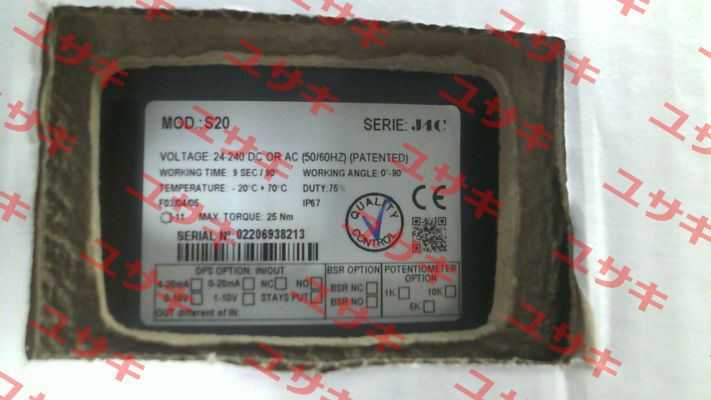 MOD.: S20 SERIE: J4C
VOLTAGE: 24-240 DC OR AC (50/60HZ) (PATENTED)
WORKING TIME: 9 SEC / 90° WORKING ANGLE: 0°-90
TEMPERATURE: - 20°C + 70°C DUTY: 75%
F03/04/05 IP67
11 MAX. TORQUE: 25 Nm
SERIAL Nº: 02206938213
QUALITY CONTROL
CE
DPS OPTION: IN/OUT
4-20mA 0-20mA NC NO
0-10V 1-10V STAYS PUT
OUT different of IN:
BSR OPTION
BSR NC
BSR NO
POTENTIOMETER
OPTION
1K 10K
5K
ユサキ